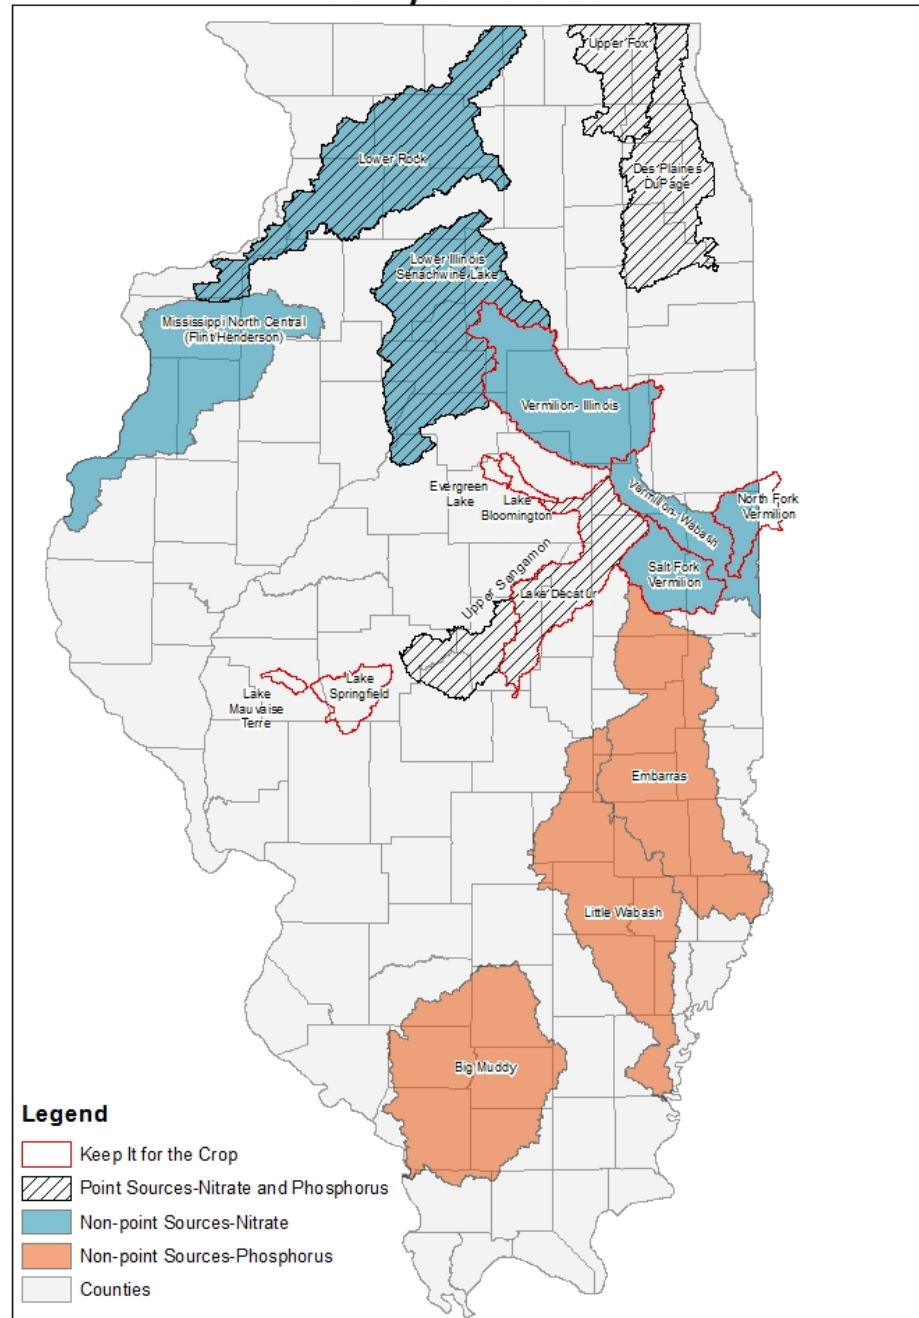 Upper Fox
Lower Rock
Des Plaines
DuPage
Lower Illinois
Senachwine Lake
Mississippi North Central
(Flint/Henderson)
Vermilion- Illinois
Evergreen
Lake
Lake
Bloomington
Vermilion- Wabash
North Fork
Vermilion
Salt Fork
Vermilion
Upper Sangamon
Lake Decatur
Lake
Springfield
Lake
Mauvaise
Terre
Embarras
Little Wabash
Big Muddy
Legend
Keep It for the Crop
Point Sources-Nitrate and Phosphorus
Non-point Sources-Nitrate
Non-point Sources-Phosphorus
Counties